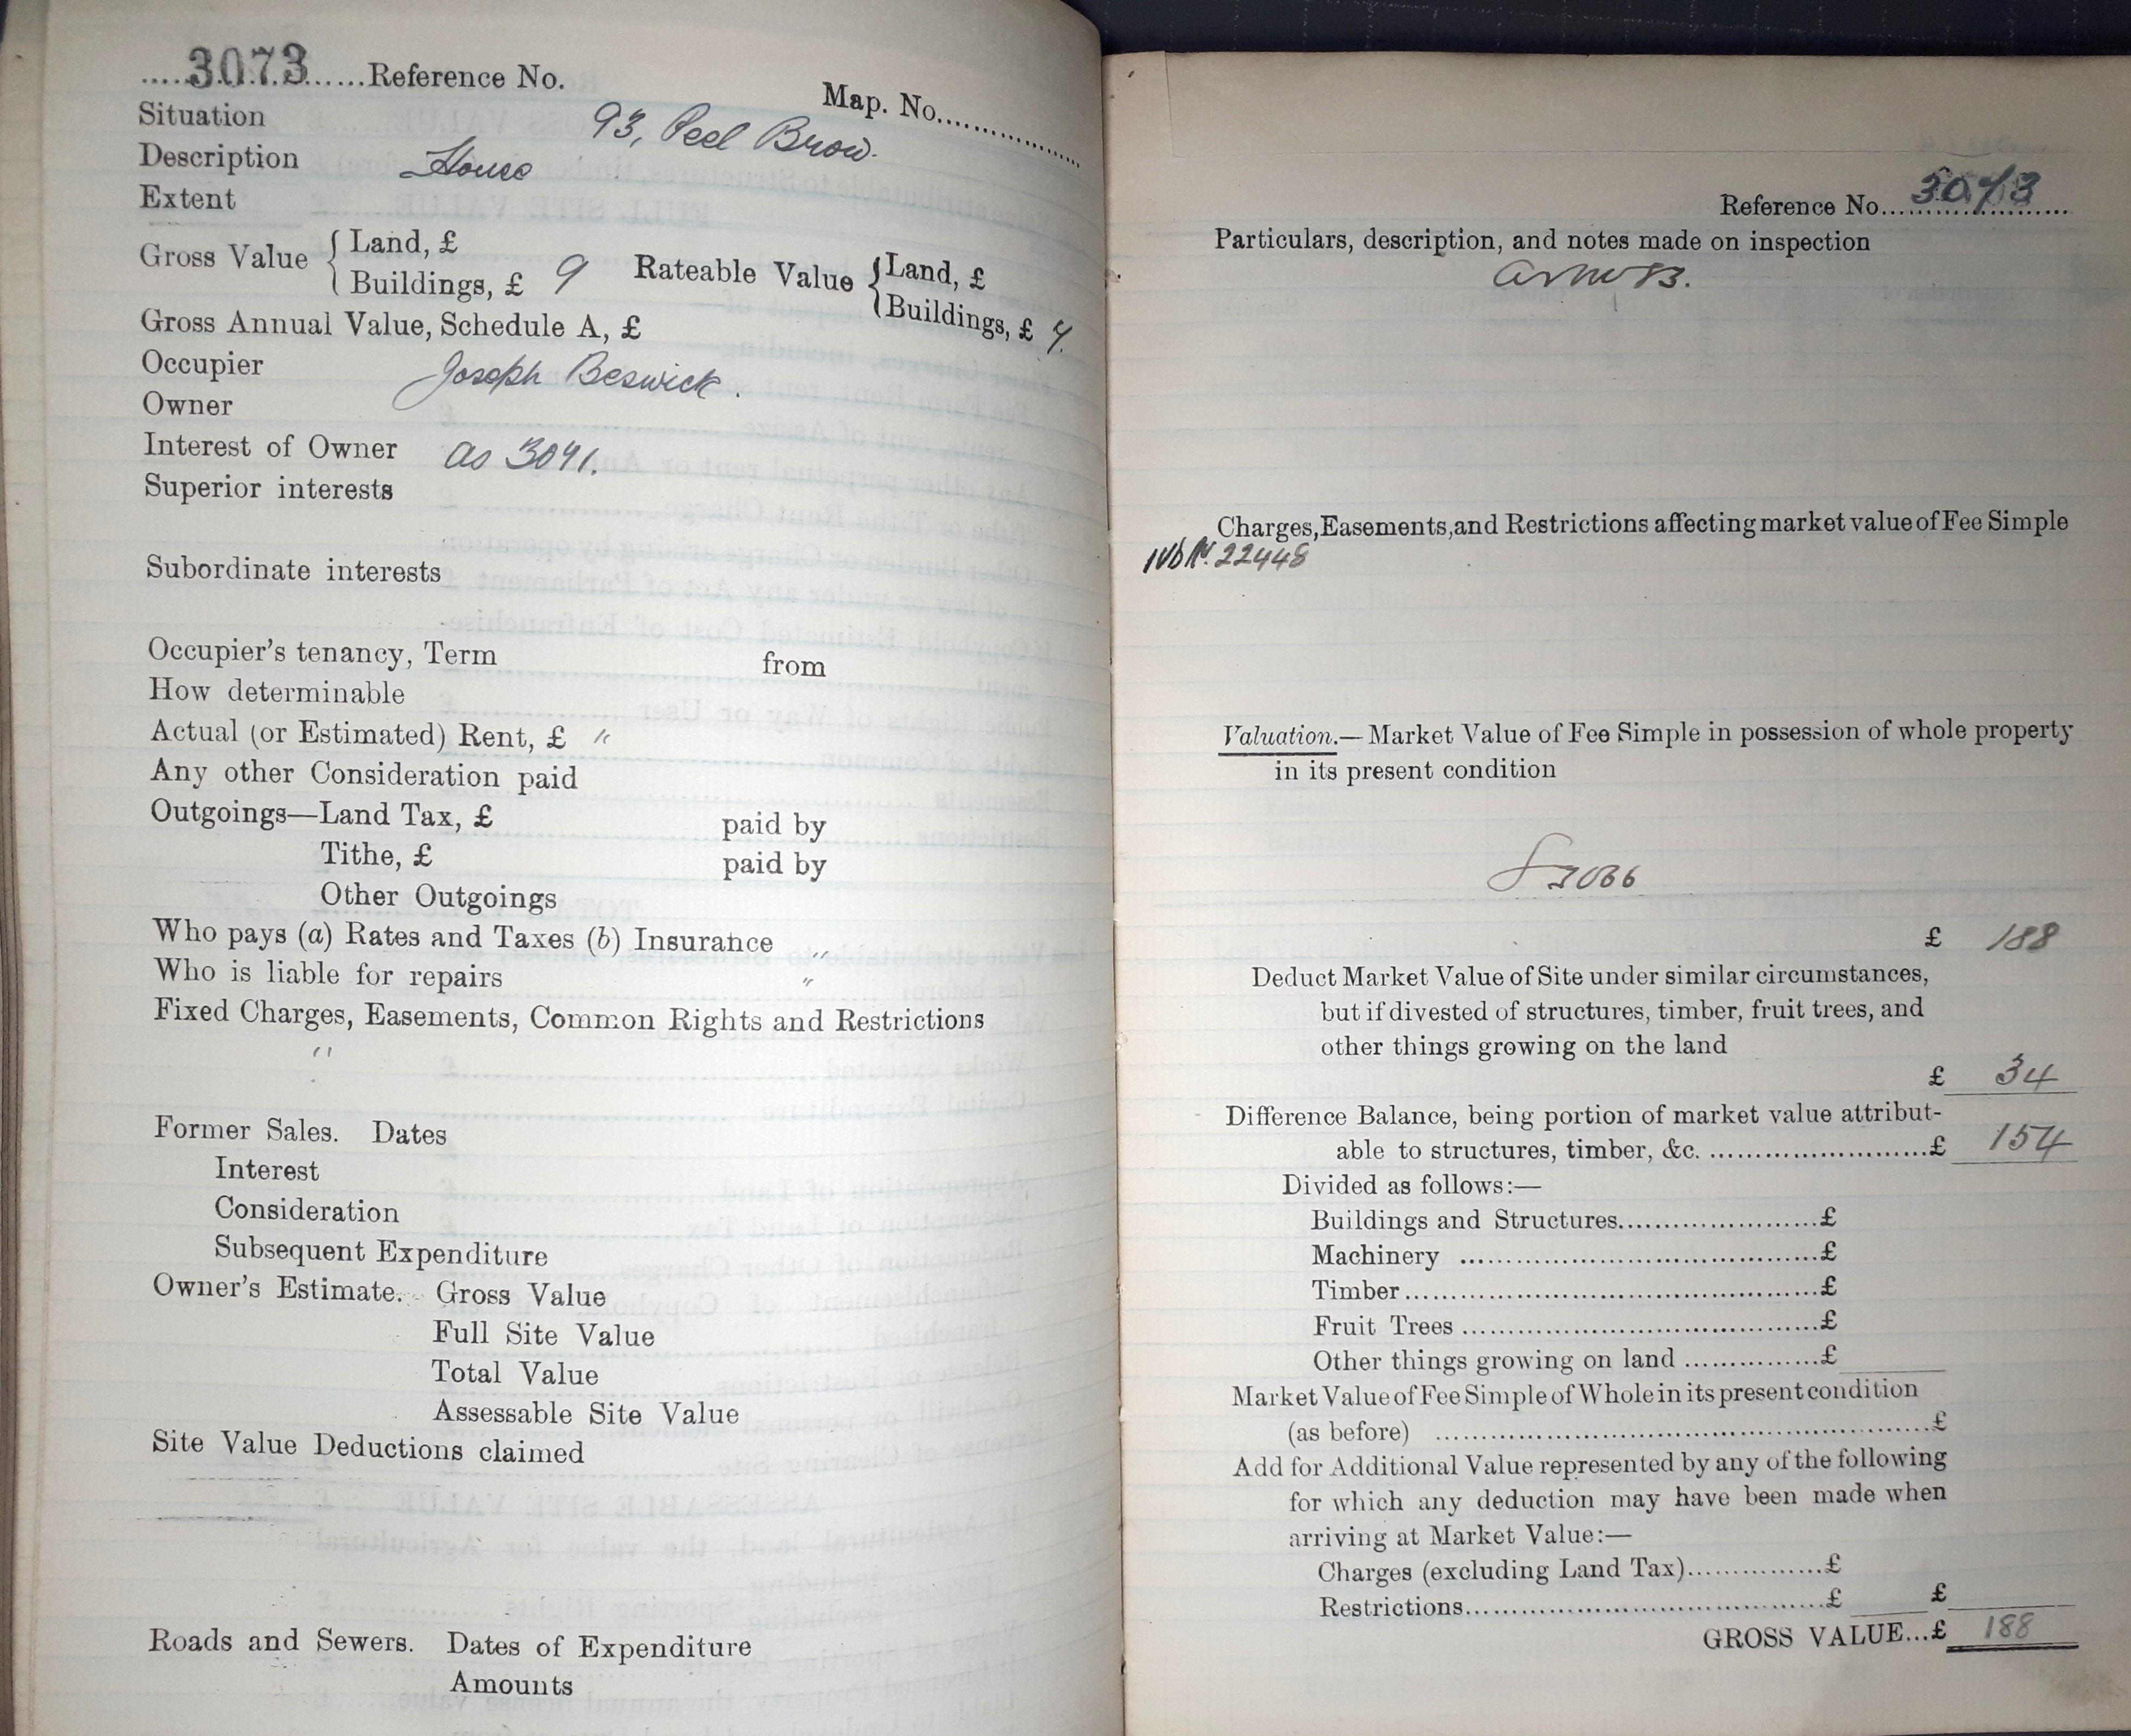 .....3073......Reference No.
Map. No..............
Situation 93, Peel Brow.
Description House
Extent
Gross Value { Land, £
Buildings, £ 9
Rateable Value { Land, £
Buildings, £ 7.
Gross Annual Value, Schedule A, £
Occupier Joseph Beswick.
Owner
Interest of Owner as 3041.
Superior interests
Subordinate interests
Occupier's tenancy, Term from
How determinable
Actual (or Estimated) Rent, £ "
Any other Consideration paid
Outgoings—Land Tax, £ paid by
Tithe, £ paid by
Other Outgoings
Who pays (a) Rates and Taxes (b) Insurance "
Who is liable for repairs "
Fixed Charges, Easements, Common Rights and Restrictions
"
Former Sales. Dates
Interest
Consideration
Subsequent Expenditure
Owner's Estimate. Gross Value
Full Site Value
Total Value
Assessable Site Value
Site Value Deductions claimed
Roads and Sewers. Dates of Expenditure
Amounts
Reference No. 3073
Particulars, description, and notes made on inspection
Charges, Easements, and Restrictions affecting market value of Fee Simple
22448
Valuation.— Market Value of Fee Simple in possession of whole property
in its present condition
£ 188
Deduct Market Value of Site under similar circumstances,
but if divested of structures, timber, fruit trees, and
other things growing on the land
£ 34
Difference Balance, being portion of market value attribut-
able to structures, timber, &c. ..........................£ 154
Divided as follows:—
Buildings and Structures.......................£
Machinery .........................................£
Timber................................................£
Fruit Trees .........................................£
Other things growing on land ...............£
Market Value of Fee Simple of Whole in its present condition
(as before) .......................................................£
Add for Additional Value represented by any of the following
for which any deduction may have been made when
arriving at Market Value:—
Charges (excluding Land Tax)...............£
Restrictions..........................................£ £
GROSS VALUE...£ 188